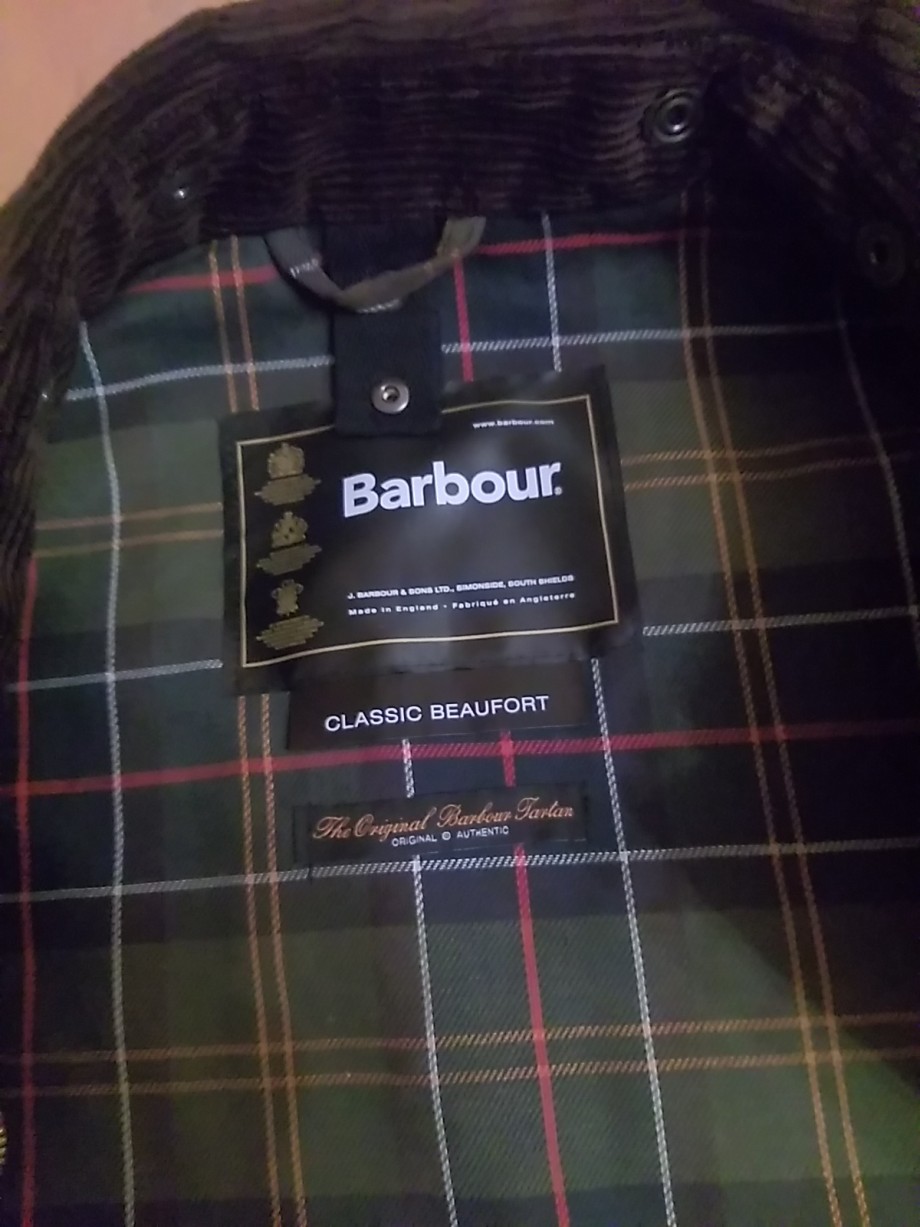 www.barbour.com
Barbour®
J. BARBOUR & SONS LTD., SIMONSIDE, SOUTH SHIELDS
Made in England - Fabriqué en Angleterre
CLASSIC BEAUFORT
The Original Barbour Tartan
ORIGINAL © AUTHENTIC